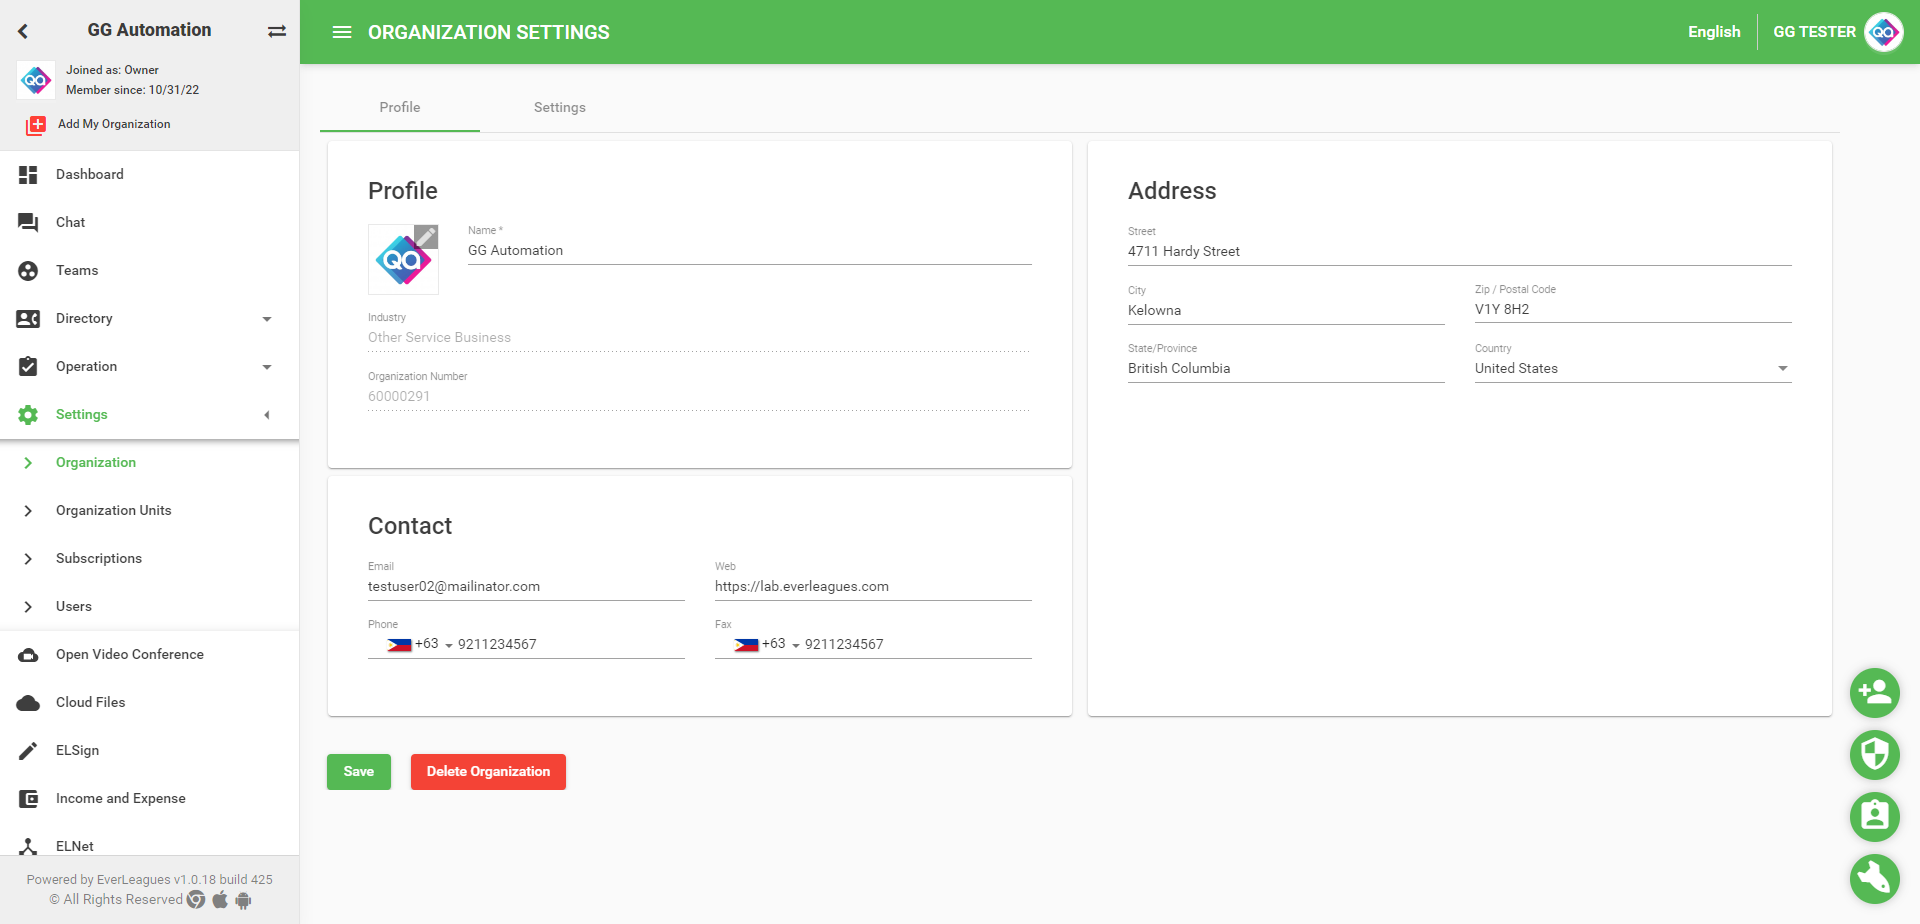 GG Automation
Joined as: Owner
Member since: 10/31/22
Add My Organization
Dashboard
Chat
Teams
Directory
Operation
Settings
Organization
Organization Units
Subscriptions
Users
Open Video Conference
Cloud Files
ELSign
Income and Expense
ELNet
Powered by EverLeagues v1.0.18 build 425
© All Rights Reserved
ORGANIZATION SETTINGS
English
GG TESTER
QA
Profile
Settings
Profile
QA
Name *
GG Automation
Industry
Other Service Business
Organization Number
60000291
Contact
Email
testuser02@mailinator.com
Web
https://lab.everleagues.com
Phone
+63 9211234567
Fax
+63 9211234567
Address
Street
4711 Hardy Street
City
Kelowna
Zip / Postal Code
V1Y 8H2
State/Province
British Columbia
Country
United States
Save
Delete Organization